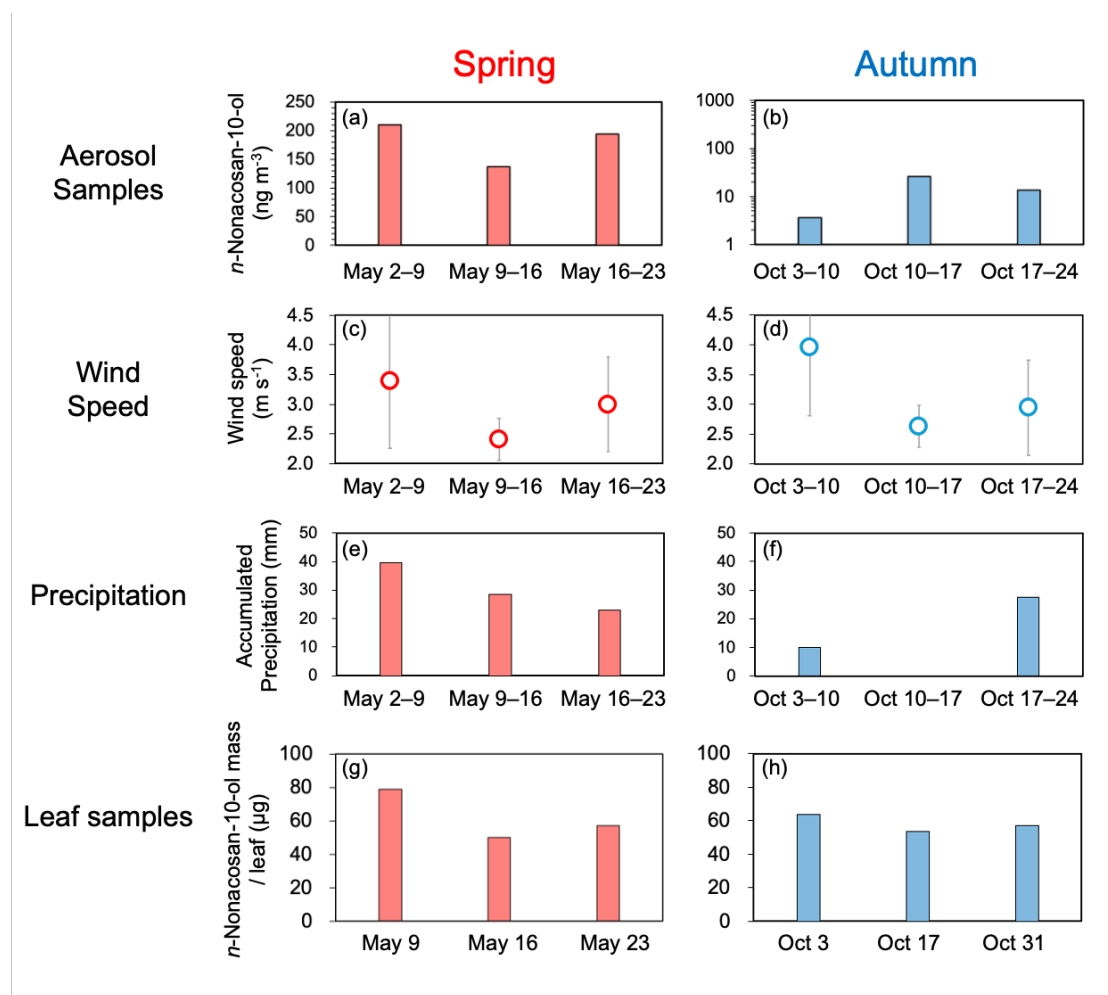 Spring
Autumn
Aerosol
Samples
n-Nonacosan-10-ol
(ng m-3)
(a)
250
200
150
100
50
0
May 2–9
May 9–16
May 16–23
(b)
1000
100
10
1
Oct 3–10
Oct 10–17
Oct 17–24
Wind
Speed
Wind speed
(m s-1)
(c)
4.5
4.0
3.5
3.0
2.5
2.0
May 2–9
May 9–16
May 16–23
(d)
4.5
4.0
3.5
3.0
2.5
2.0
Oct 3–10
Oct 10–17
Oct 17–24
Precipitation
Accumulated
Precipitation (mm)
(e)
50
40
30
20
10
0
May 2–9
May 9–16
May 16–23
(f)
50
40
30
20
10
0
Oct 3–10
Oct 10–17
Oct 17–24
Leaf samples
n-Nonacosan-10-ol mass
/ leaf (μg)
(g)
100
80
60
40
20
0
May 9
May 16
May 23
(h)
100
80
60
40
20
0
Oct 3
Oct 17
Oct 31